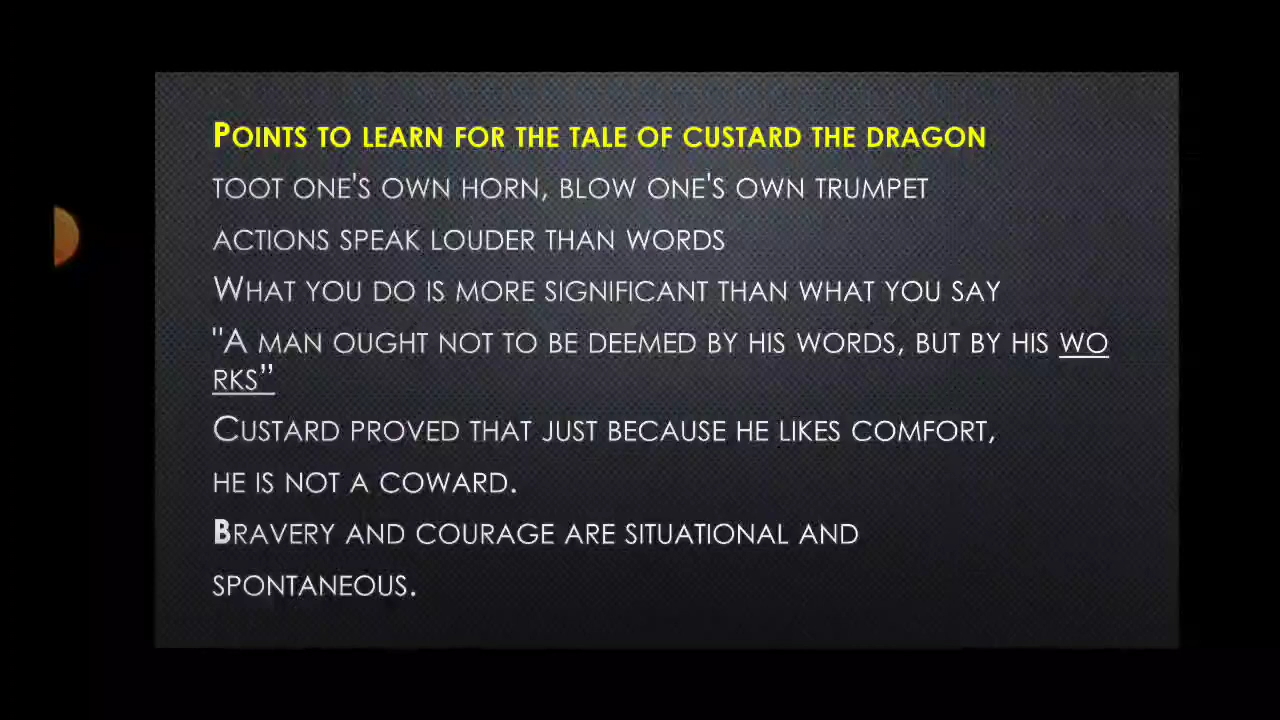 POINTS TO LEARN FOR THE TALE OF CUSTARD THE DRAGON
TOOT ONE'S OWN HORN, BLOW ONE'S OWN TRUMPET
ACTIONS SPEAK LOUDER THAN WORDS
WHAT YOU DO IS MORE SIGNIFICANT THAN WHAT YOU SAY
"A MAN OUGHT NOT TO BE DEEMED BY HIS WORDS, BUT BY HIS WO
RKS”
CUSTARD PROVED THAT JUST BECAUSE HE LIKES COMFORT,
HE IS NOT A COWARD.
BRAVERY AND COURAGE ARE SITUATIONAL AND
SPONTANEOUS.